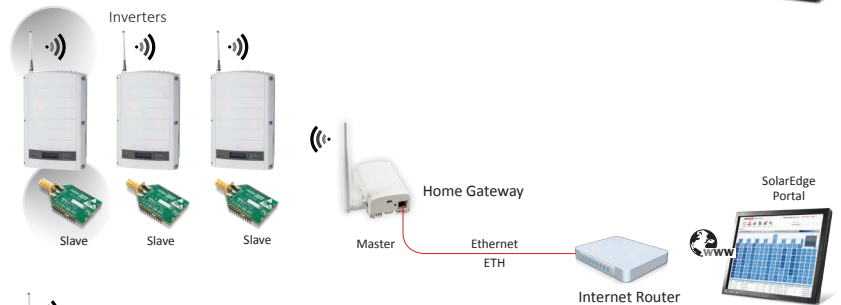 Inverters
Slave
Slave
Slave
Home Gateway
Master
Ethernet
ETH
Internet Router
www
SolarEdge
Portal